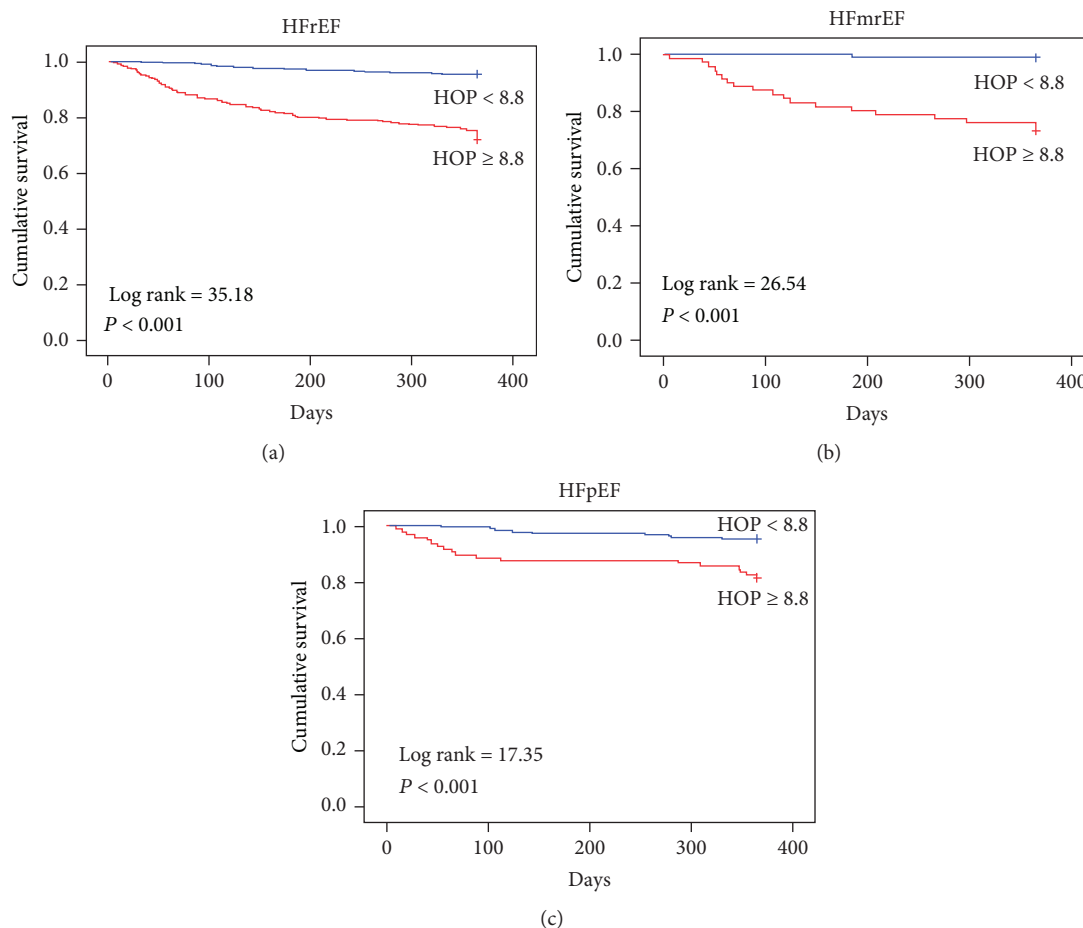 HFrEF
1.0
0.8
0.6
0.4
0.2
0.0
Cumulative survival
HOP < 8.8
HOP ≥ 8.8
Log rank = 35.18
P < 0.001
0 100 200 300 400
Days
(a)
HFmrEF
1.0
0.8
0.6
0.4
0.2
0.0
Cumulative survival
HOP < 8.8
HOP ≥ 8.8
Log rank = 26.54
P < 0.001
0 100 200 300 400
Days
(b)
HFpEF
1.0
0.8
0.6
0.4
0.2
0.0
Cumulative survival
HOP < 8.8
HOP ≥ 8.8
Log rank = 17.35
P < 0.001
0 100 200 300 400
Days
(c)